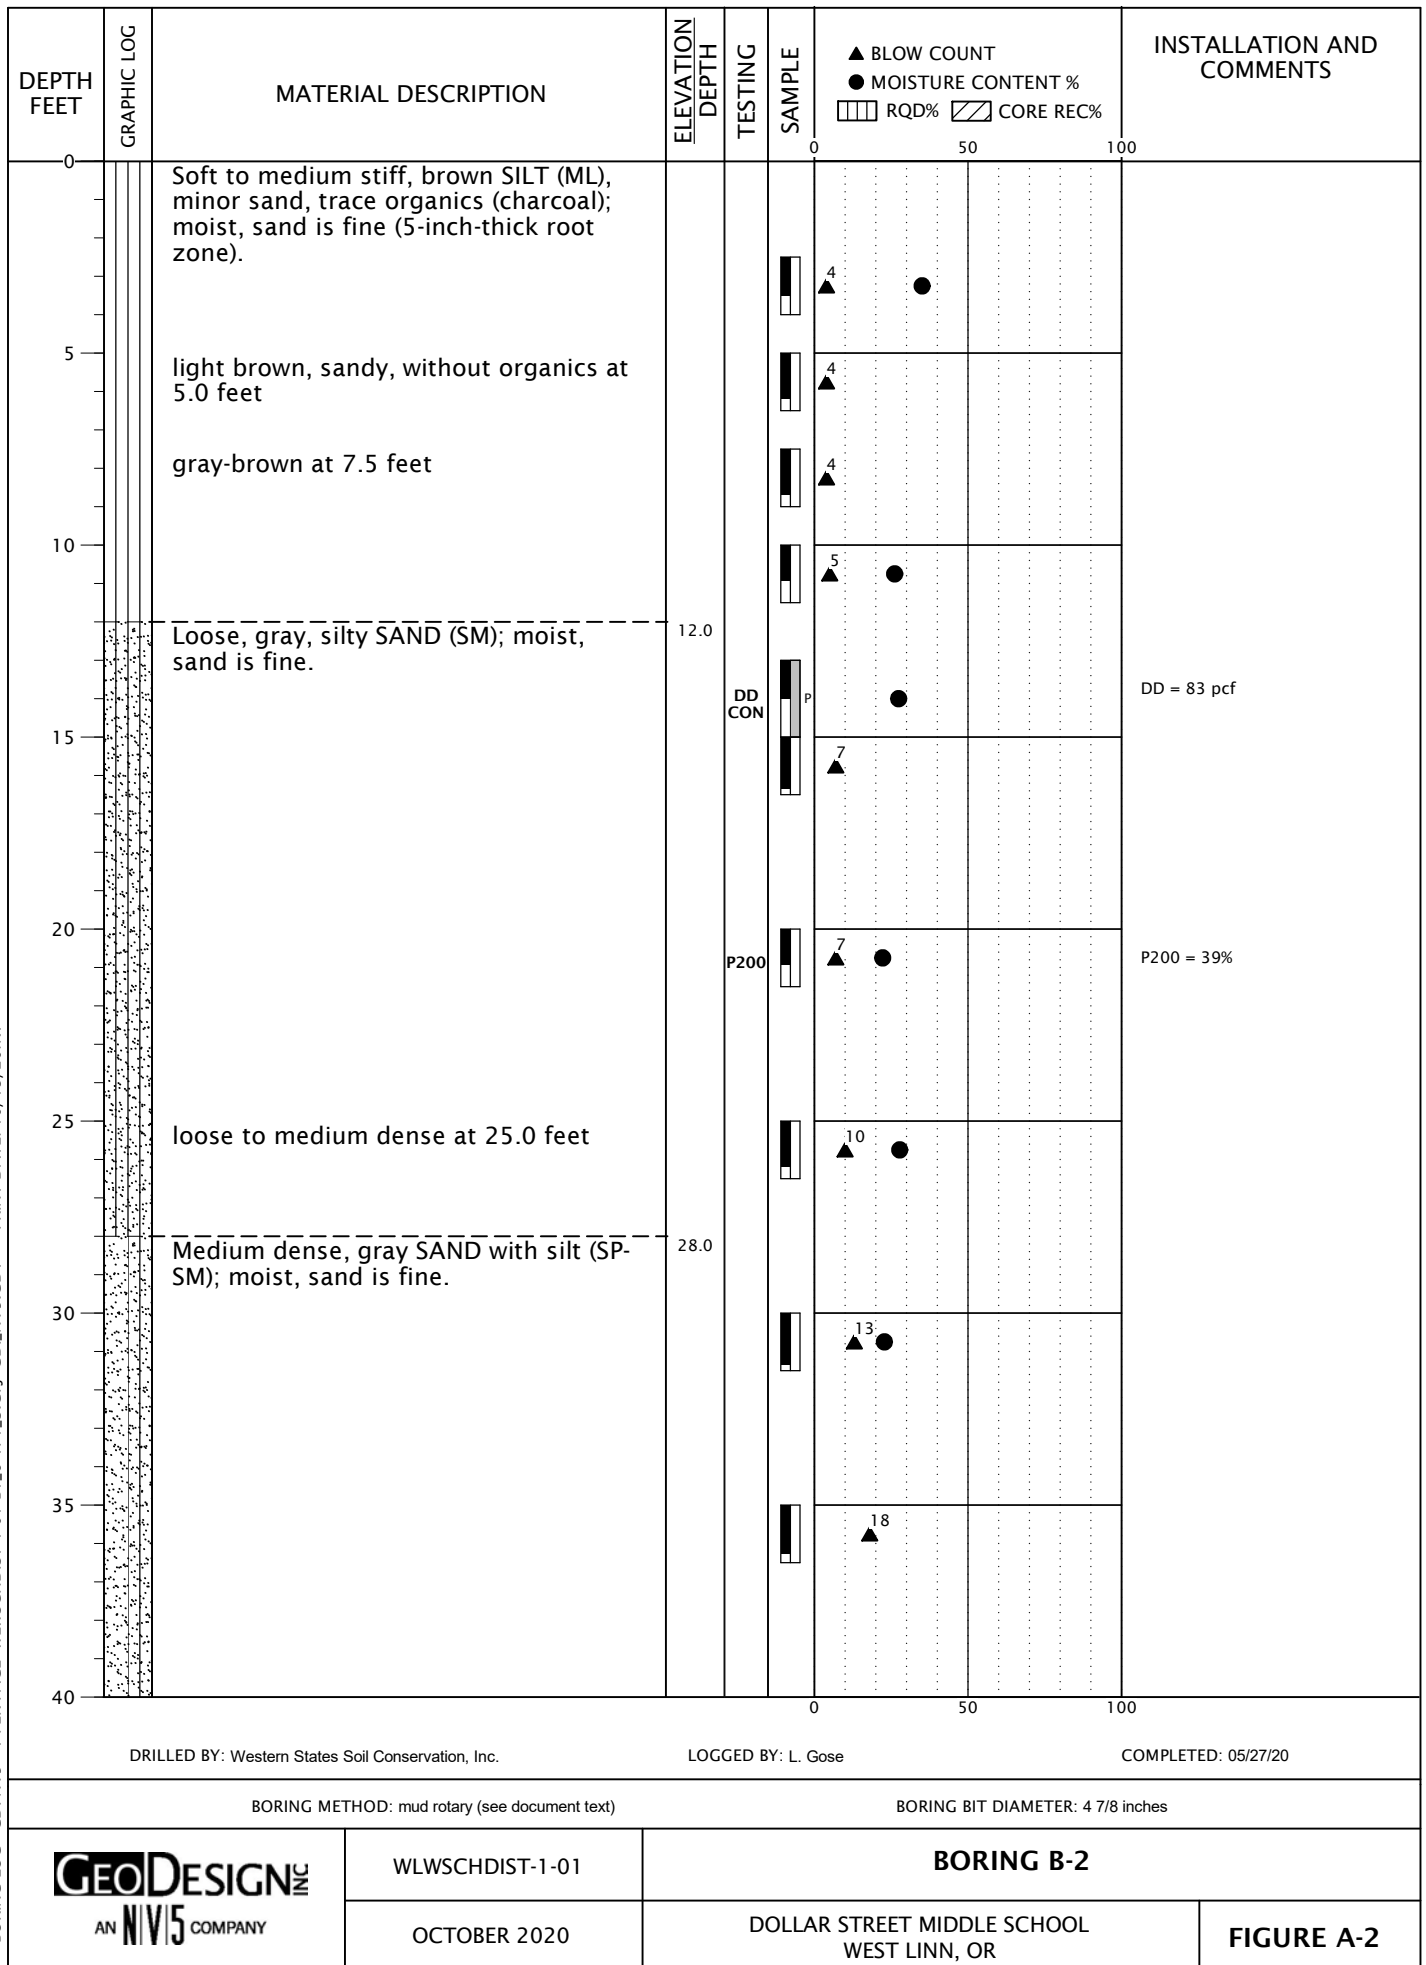 DEPTH
FEET
GRAPHIC LOG
MATERIAL DESCRIPTION
ELEVATION
DEPTH
TESTING
SAMPLE
▲ BLOW COUNT
● MOISTURE CONTENT %
RQD% CORE REC%
INSTALLATION AND
COMMENTS
0 50 100
0
Soft to medium stiff, brown SILT (ML),
minor sand, trace organics (charcoal);
moist, sand is fine (5-inch-thick root
zone).
4
5
light brown, sandy, without organics at
5.0 feet
4
gray-brown at 7.5 feet
4
10
5
Loose, gray, silty SAND (SM); moist,
sand is fine.
12.0
DD
CON
P
DD = 83 pcf
15
7
20
7
P200
P200 = 39%
25
loose to medium dense at 25.0 feet
10
Medium dense, gray SAND with silt (SP-
SM); moist, sand is fine.
28.0
30
13
35
18
40
0 50 100
DRILLED BY: Western States Soil Conservation, Inc.
LOGGED BY: L. Gose
COMPLETED: 05/27/20
BORING METHOD: mud rotary (see document text)
BORING BIT DIAMETER: 4 7/8 inches
GEODESIGN INC
AN N|V|5 COMPANY
WLWSCHDIST-1-01
OCTOBER 2020
BORING B-2
DOLLAR STREET MIDDLE SCHOOL
WEST LINN, OR
FIGURE A-2